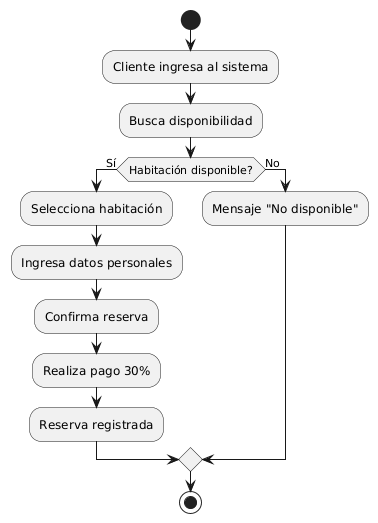 Cliente ingresa al sistema
Busca disponibilidad
Habitación disponible?
Sí
No
Selecciona habitación
Mensaje "No disponible"
Ingresa datos personales
Confirma reserva
Realiza pago 30%
Reserva registrada